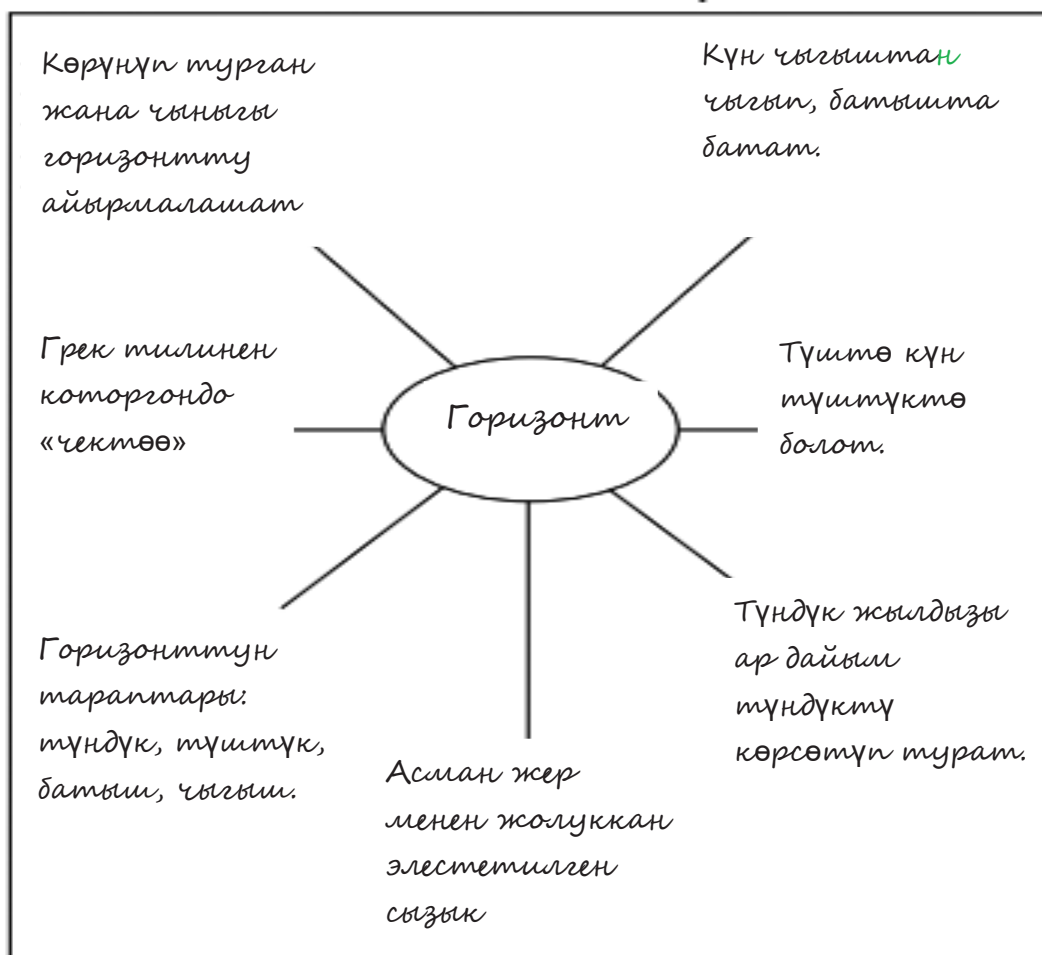 Көрүнүп турган
жана чыныгы
горизонтту
айырмалашат
Күн чыгыштан
чыгып, батышта
батат.
Грек тилинен
которгондо
«чектөө»
Горизонт
Түштө күн
түштүктө
болот.
Горизонттун
тараптары:
түндүк, түштүк,
батыш, чыгыш.
Асман жер
менен жолуккан
элестетилген
сызык
Түндүк жылдызы
ар дайым
түндүктү
көрсөтүп турат.